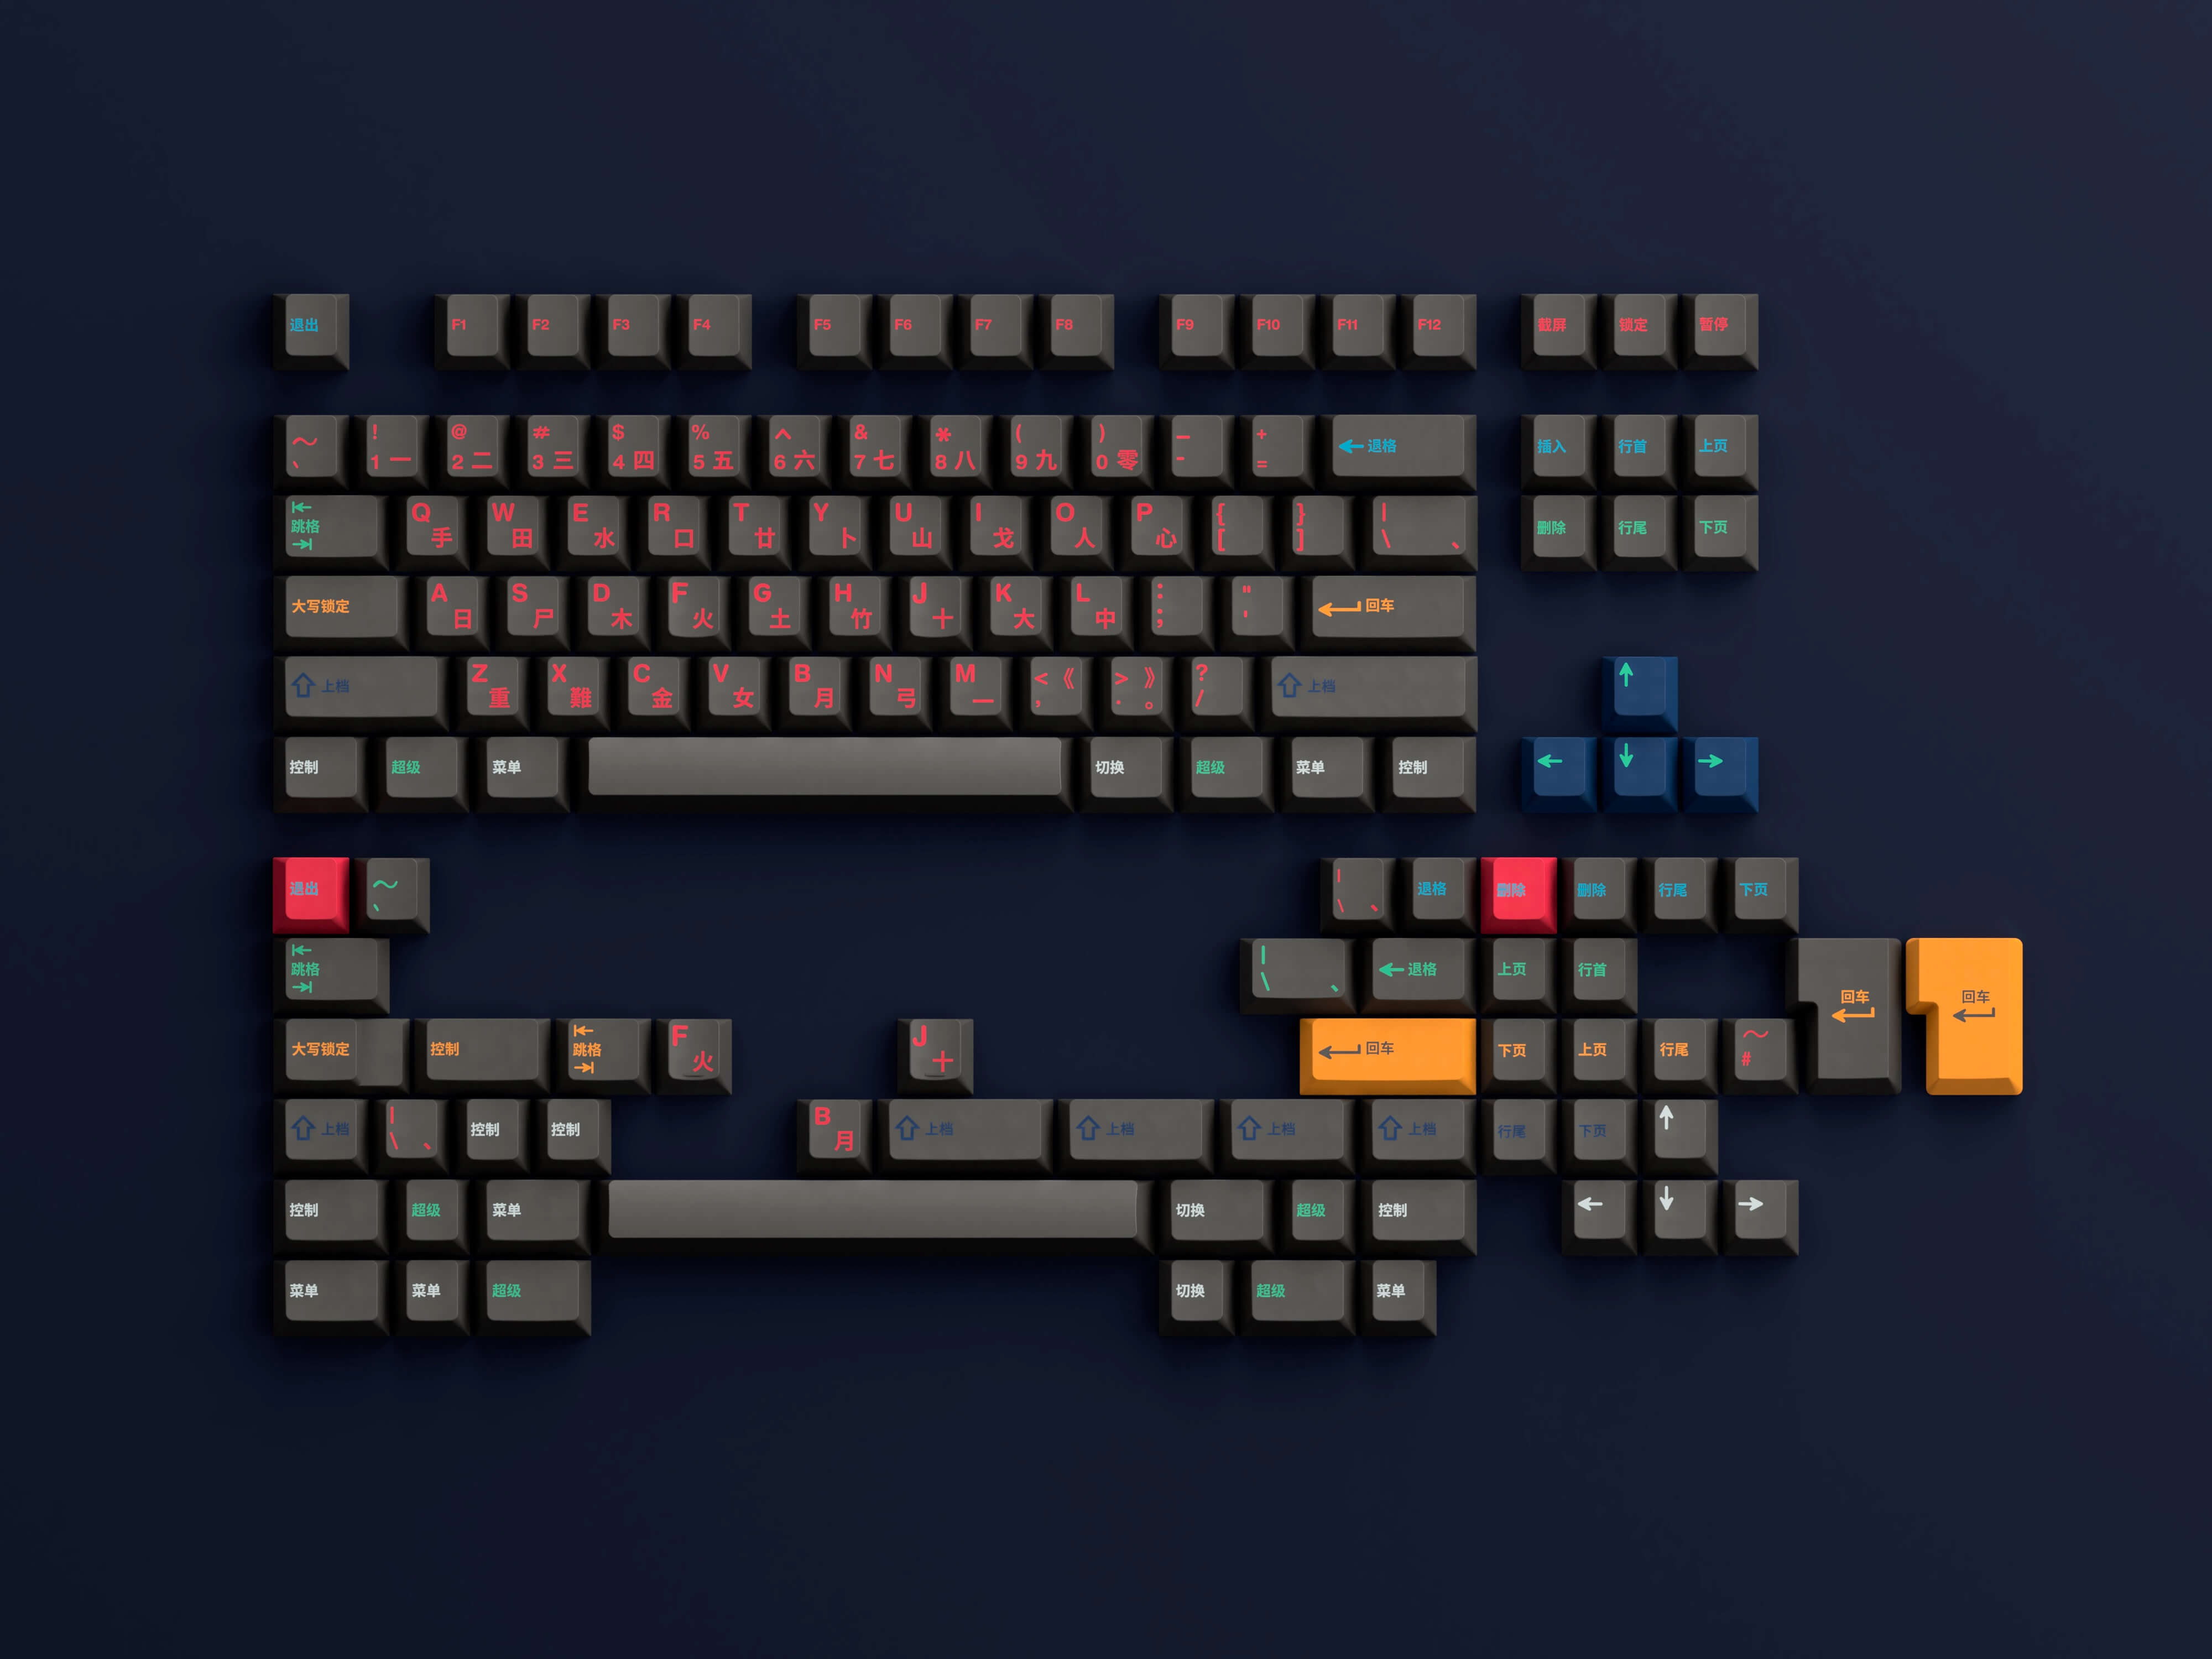 退出 F1 F2 F3 F4 F5 F6 F7 F8 F9 F10 F11 F12 截屏 锁定 暂停
~ ! @ # $ % ^ & * ( ) _ +
、 1 一 2 二 3 三 4 四 5 五 6 六 7 七 8 八 9 九 0 零 - = ← 退格 插入 行首 上页
⇤ Q W E R T Y U I O P { } |
跳格 手 田 水 口 廿 卜 山 戈 人 心 [ ] \ 、 删除 行尾 下页
⇥
A S D F G H J K L : "
大写锁定 日 尸 木 火 土 竹 十 大 中 ; ' ↵ 回车
Z X C V B N M < 《 > 》 ?
⇧ 上档 重 難 金 女 月 弓 一 , . 。 / ⇧ 上档 ↑
控制 超级 菜单 切换 超级 菜单 控制 ← ↓ →
退出 ~ 、 | \ 、 退格 删除 删除 行尾 下页
⇤
跳格 | \ 、 ← 退格 上页 行首 回车 回车
⇥ ↵ ↵
大写锁定 控制 ⇤ 跳格 ⇥ F 火 J 十 ↵ 回车 下页 上页 行尾 ~ #
⇧ 上档 | \ 、 控制 控制 B 月 ⇧ 上档 ⇧ 上档 ⇧ 上档 ⇧ 上档 行尾 下页 ↑
控制 超级 菜单 切换 超级 控制 ← ↓ →
菜单 菜单 超级 切换 超级 菜单